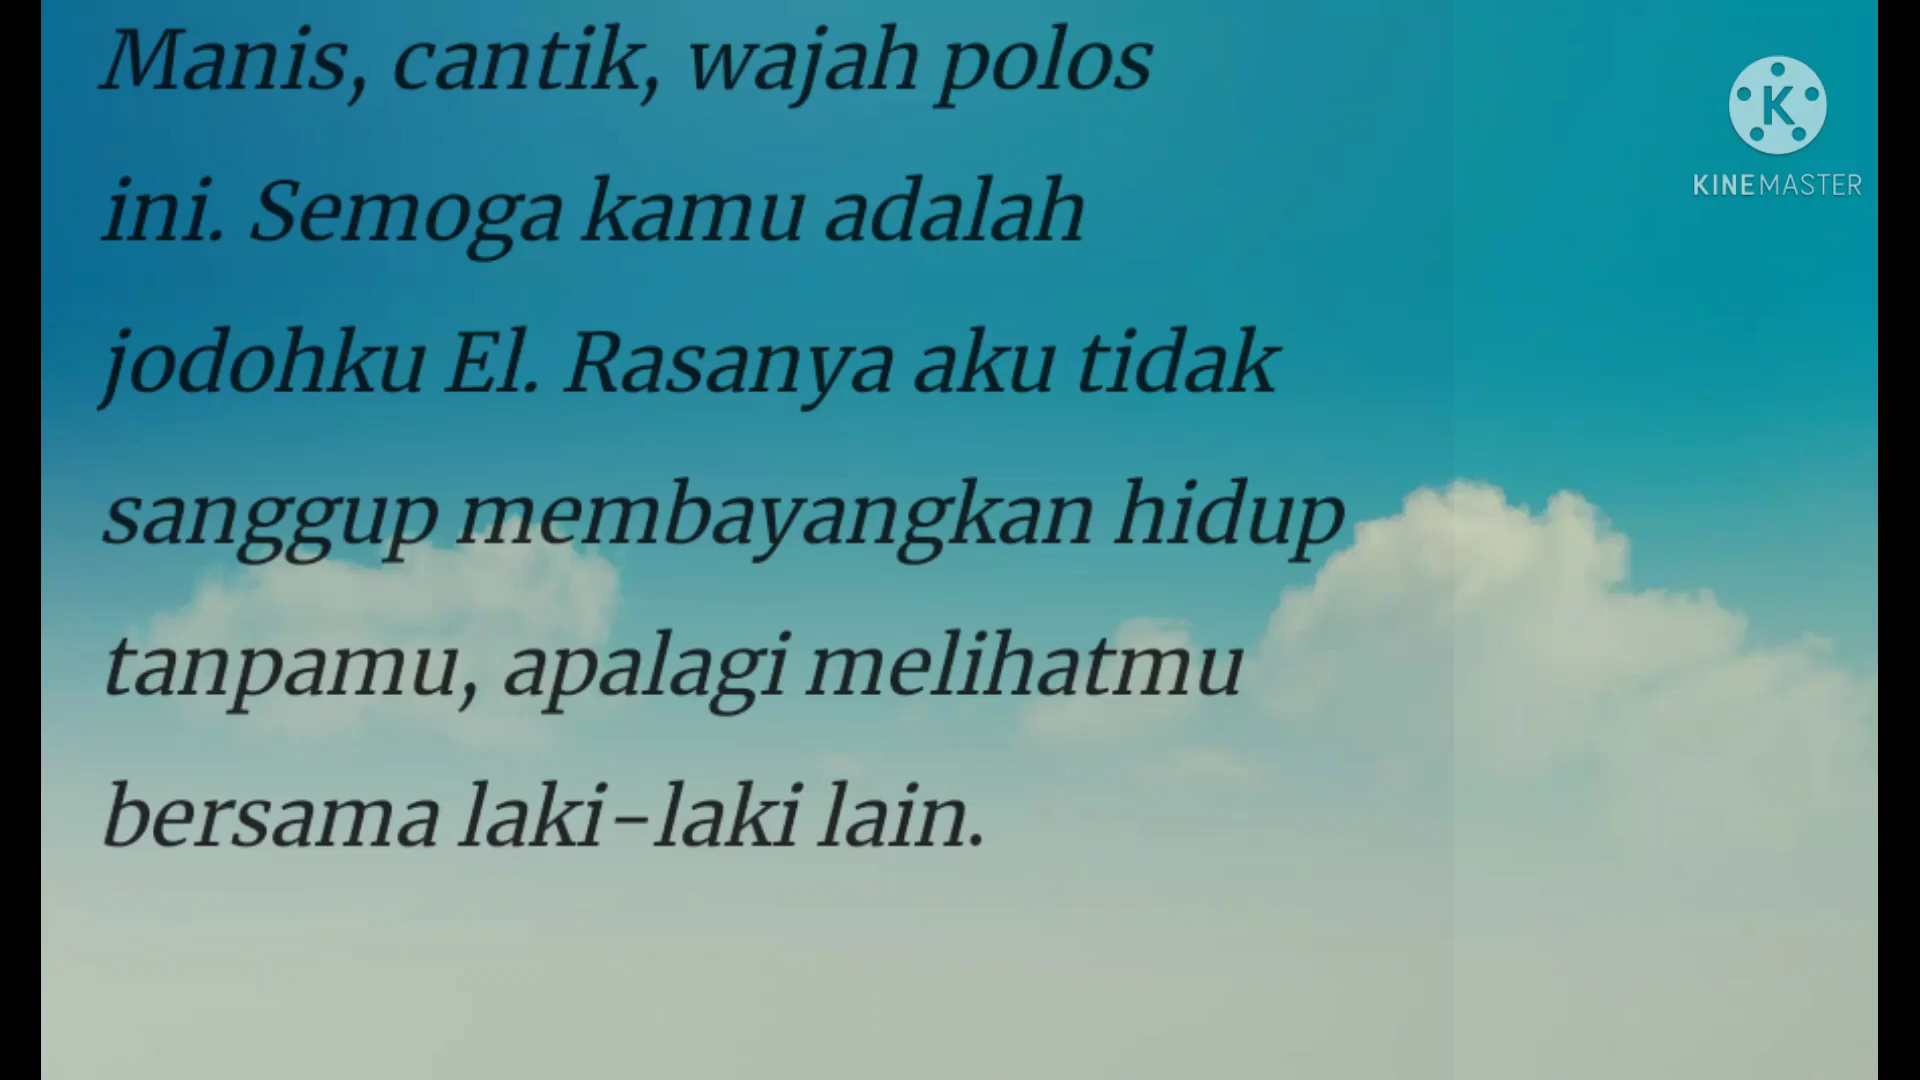 Manis, cantik, wajah polos
ini. Semoga kamu adalah
jodohku El. Rasanya aku tidak
sanggup membayangkan hidup
tanpamu, apalagi melihatmu
bersama laki-laki lain.
K
KINEMASTER